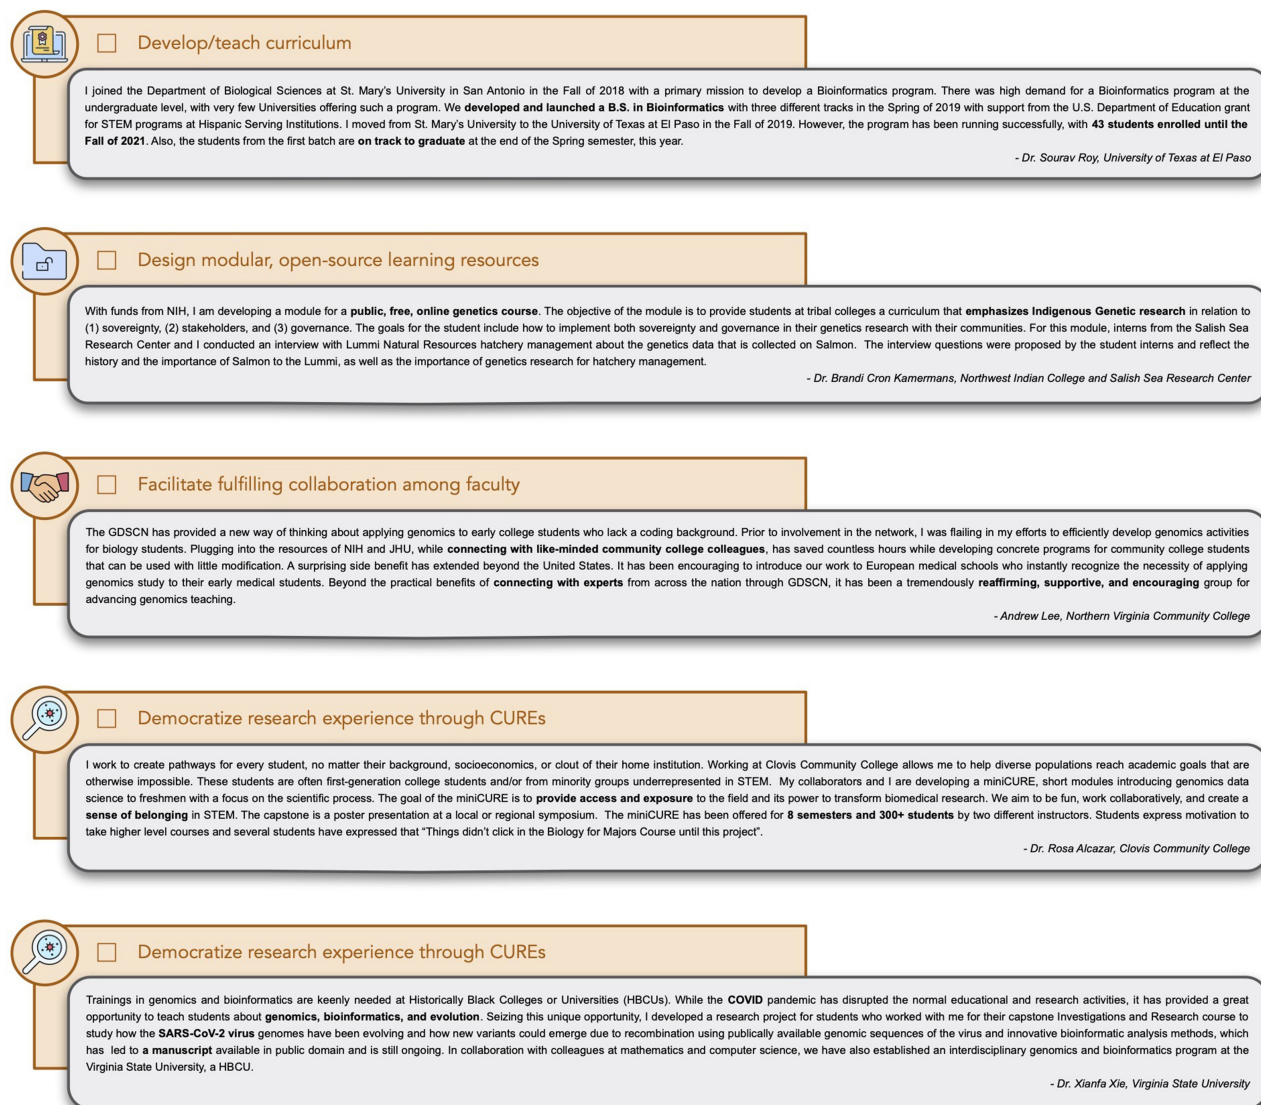 Develop/teach curriculum
I joined the Department of Biological Sciences at St. Mary's University in San Antonio in the Fall of 2018 with a primary mission to develop a Bioinformatics program. There was high demand for a Bioinformatics program at the
undergraduate level, with very few Universities offering such a program. We developed and launched a B.S. in Bioinformatics with three different tracks in the Spring of 2019 with support from the U.S. Department of Education grant
for STEM programs at Hispanic Serving Institutions. I moved from St. Mary's University to the University of Texas at El Paso in the Fall of 2019. However, the program has been running successfully, with 43 students enrolled until the
Fall of 2021. Also, the students from the first batch are on track to graduate at the end of the Spring semester, this year.
- Dr. Sourav Roy, University of Texas at El Paso
Design modular, open-source learning resources
With funds from NIH, I am developing a module for a public, free, online genetics course. The objective of the module is to provide students at tribal colleges a curriculum that emphasizes Indigenous Genetic research in relation to
(1) sovereignty, (2) stakeholders, and (3) governance. The goals for the student include how to implement both sovereignty and governance in their genetics research with their communities. For this module, interns from the Salish Sea
Research Center and I conducted an interview with Lummi Natural Resources hatchery management about the genetics data that is collected on Salmon. The interview questions were proposed by the student interns and reflect the
history and the importance of Salmon to the Lummi, as well as the importance of genetics research for hatchery management.
- Dr. Brandi Cron Kamermans, Northwest Indian College and Salish Sea Research Center
Facilitate fulfilling collaboration among faculty
The GDSCN has provided a new way of thinking about applying genomics to early college students who lack a coding background. Prior to involvement in the network, I was flailing in my efforts to efficiently develop genomics activities
for biology students. Plugging into the resources of NIH and JHU, while connecting with like-minded community college colleagues, has saved countless hours while developing concrete programs for community college students
that can be used with little modification. A surprising side benefit has extended beyond the United States. It has been encouraging to introduce our work to European medical schools who instantly recognize the necessity of applying
genomics study to their early medical students. Beyond the practical benefits of connecting with experts from across the nation through GDSCN, it has been a tremendously reaffirming, supportive, and encouraging group for
advancing genomics teaching.
- Andrew Lee, Northern Virginia Community College
Democratize research experience through CUREs
I work to create pathways for every student, no matter their background, socioeconomics, or clout of their home institution. Working at Clovis Community College allows me to help diverse populations reach academic goals that are
otherwise impossible. These students are often first-generation college students and/or from minority groups underrepresented in STEM. My collaborators and I are developing a miniCURE, short modules introducing genomics data
science to freshmen with a focus on the scientific process. The goal of the miniCURE is to provide access and exposure to the field and its power to transform biomedical research. We aim to be fun, work collaboratively, and create a
sense of belonging in STEM. The capstone is a poster presentation at a local or regional symposium. The miniCURE has been offered for 8 semesters and 300+ students by two different instructors. Students express motivation to
take higher level courses and several students have expressed that "Things didn't click in the Biology for Majors Course until this project".
- Dr. Rosa Alcazar, Clovis Community College
Democratize research experience through CUREs
Trainings in genomics and bioinformatics are keenly needed at Historically Black Colleges or Universities (HBCUs). While the COVID pandemic has disrupted the normal educational and research activities, it has provided a great
opportunity to teach students about genomics, bioinformatics, and evolution. Seizing this unique opportunity, I developed a research project for students who worked with me for their capstone Investigations and Research course to
study how the SARS-CoV-2 virus genomes have been evolving and how new variants could emerge due to recombination using publically available genomic sequences of the virus and innovative bioinformatic analysis methods, which
has led to a manuscript available in public domain and is still ongoing. In collaboration with colleagues at mathematics and computer science, we have also established an interdisciplinary genomics and bioinformatics program at the
Virginia State University, a HBCU.
- Dr. Xianfa Xie, Virginia State University